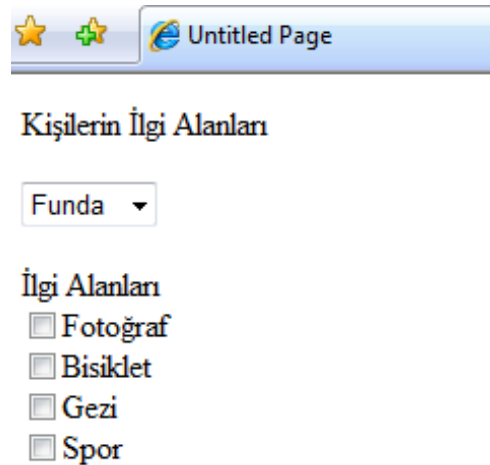 Untitled Page
Kişilerin İlgi Alanları
Funda
İlgi Alanları
Fotoğraf
Bisiklet
Gezi
Spor